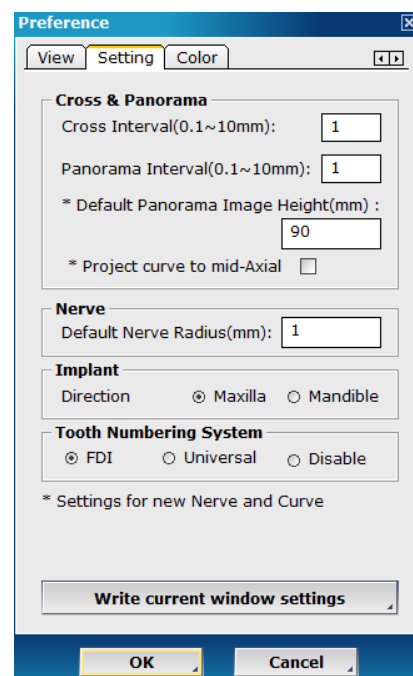 Preference
View Setting Color
Cross & Panorama
Cross Interval(0.1~10mm): 1
Panorama Interval(0.1~10mm): 1
* Default Panorama Image Height(mm) :
90
* Project curve to mid-Axial
Nerve
Default Nerve Radius(mm): 1
Implant
Direction Maxilla Mandible
Tooth Numbering System
FDI Universal Disable
* Settings for new Nerve and Curve
Write current window settings
OK Cancel